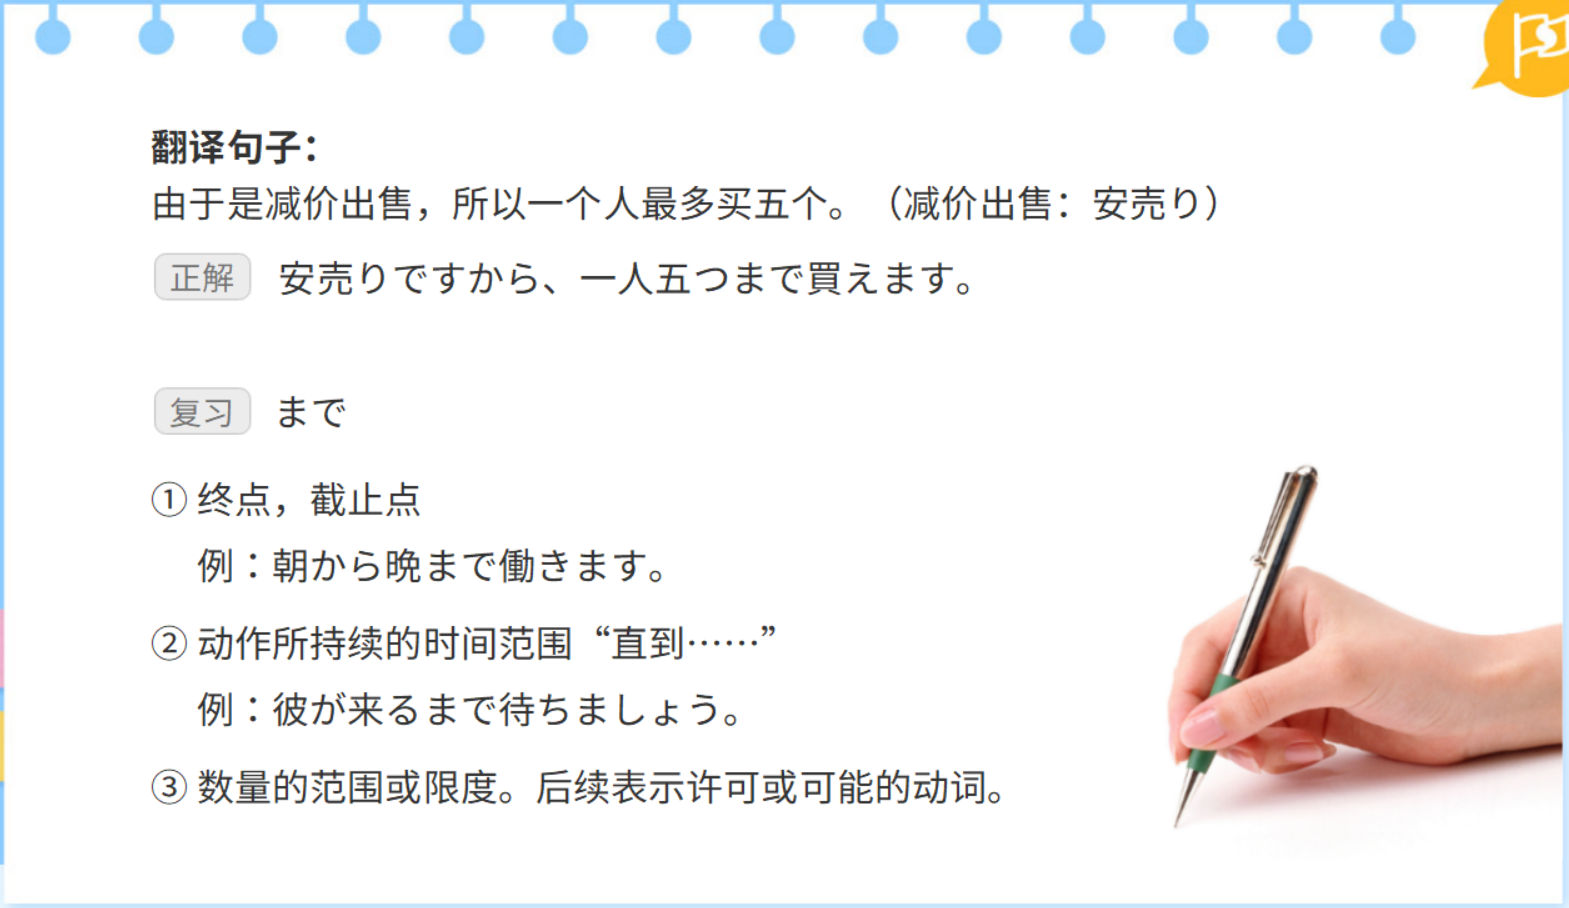 翻译句子：
由于是减价出售，所以一个人最多买五个。（减价出售：安売り）
正解 安売りですから、一人五つまで買えます。
复习 まで
① 终点，截止点
例：朝から晩まで働きます。
② 动作所持续的时间范围“直到……”
例：彼が来るまで待ちましょう。
③ 数量的范围或限度。后续表示许可或可能的动词。